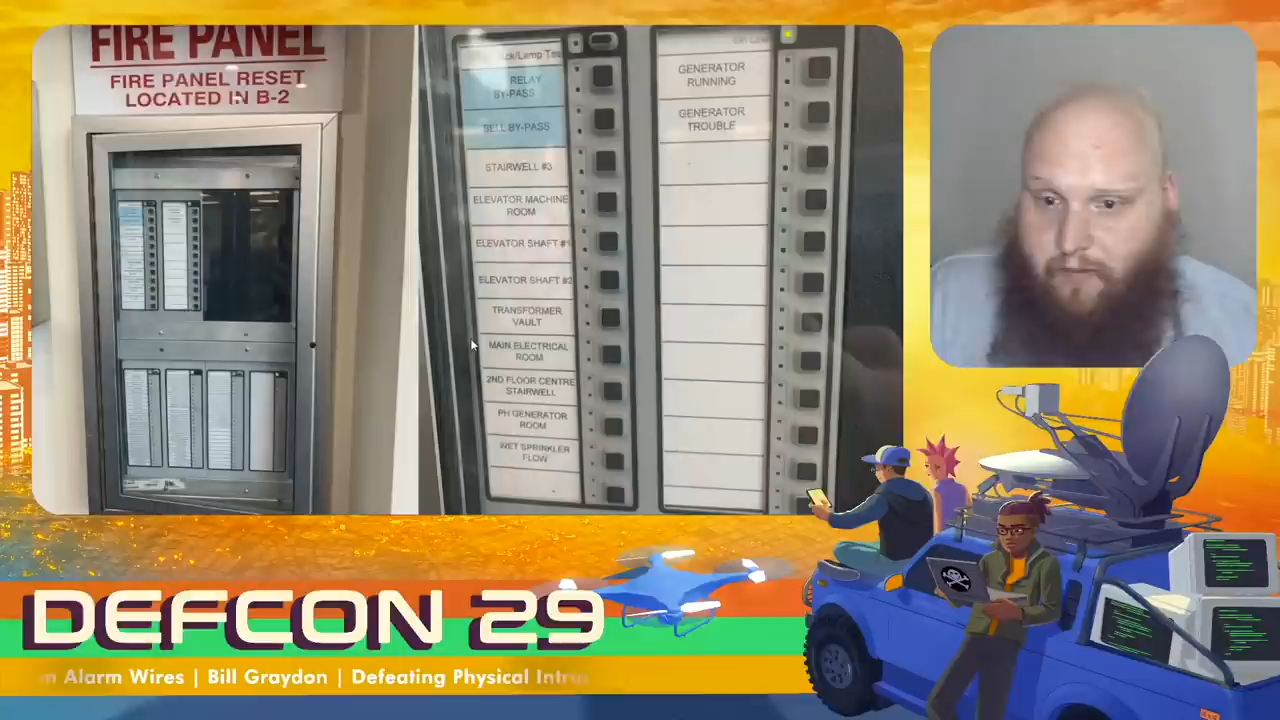 FIRE PANEL
FIRE PANEL RESET
LOCATED IN B-2
RELAY
BY-PASS
BELL BY-PASS
STAIRWELL #3
ELEVATOR MACHINE
ROOM
ELEVATOR SHAFT #1
ELEVATOR SHAFT #2
TRANSFORMER
VAULT
MAIN ELECTRICAL
ROOM
2ND FLOOR CENTRE
STAIRWELL
PH GENERATOR
ROOM
WET SPRINKLER
FLOW
GENERATOR
RUNNING
GENERATOR
TROUBLE
DEFCON 29
m Alarm Wires | Bill Graydon | Defeating Physical Intru